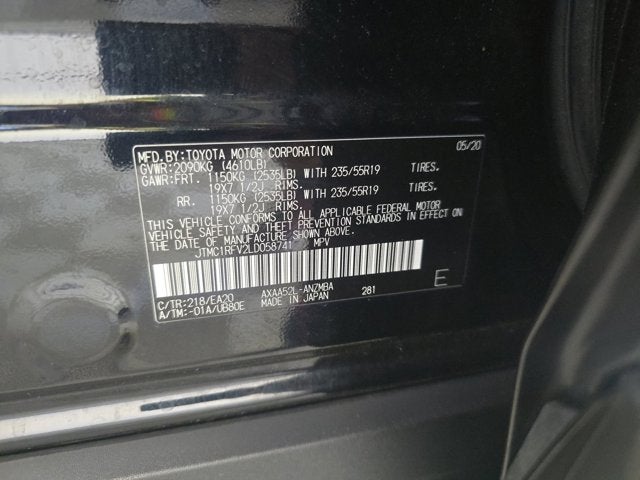 MFD.BY:TOYOTA MOTOR CORPORATION 05/20
GVWR:2090KG (4610LB)
GAWR:FRT. 1150KG (2535LB) WITH 235/55R19 TIRES.
19X7 1/2J RIMS.
RR. 1150KG (2535LB) WITH 235/55R19 TIRES.
19X7 1/2J RIMS.
THIS VEHICLE CONFORMS TO ALL APPLICABLE FEDERAL MOTOR
VEHICLE SAFETY AND THEFT PREVENTION STANDARDS IN EFFECT ON
THE DATE OF MANUFACTURE SHOWN ABOVE.
JTMC1RFV2LD058741 MPV
C/TR:218/EA20 AXAA52L-ANZMBA 281 E
A/TM:-01A/UB80E MADE IN JAPAN